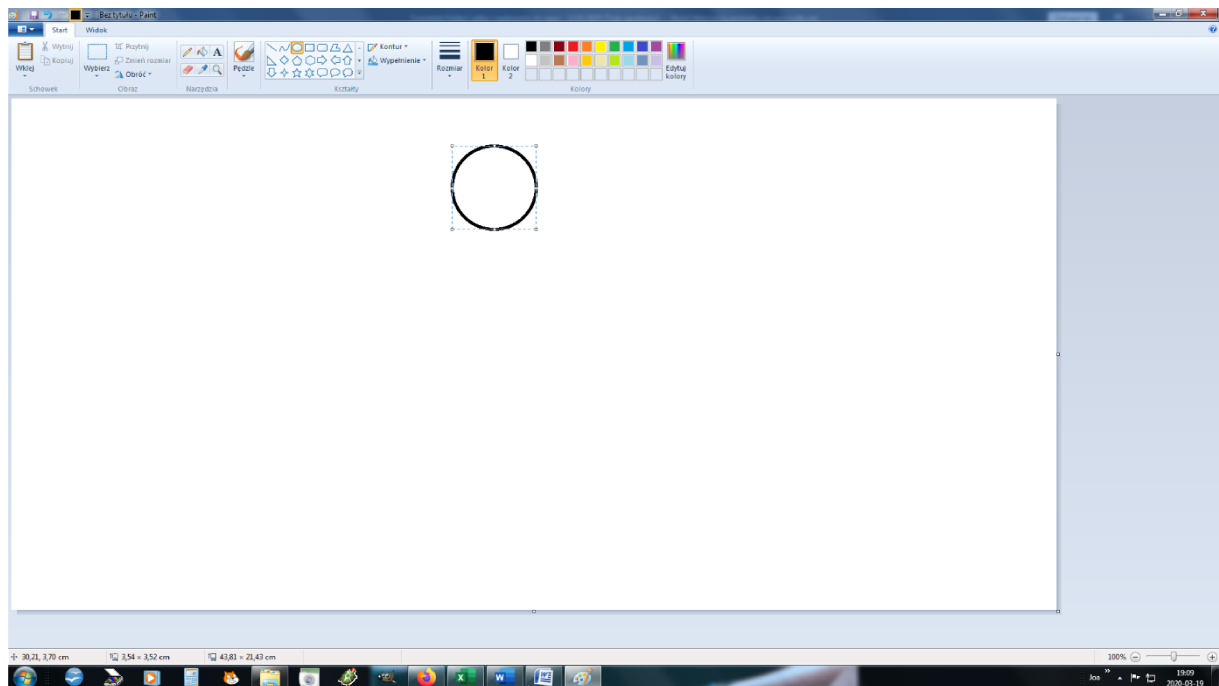 Bez tytułu - Paint
Start Widok
Wklej
Wytnij
Kopiuj
Schowek
Wybierz
Przytnij
Zmień rozmiar
Obróć
Obraz
A
Narzędzia
Pędzle
Kontur
Wypełnienie
Kształty
Rozmiar
Kolor 1
Kolor 2
Edytuj kolory
Kolory
30,21, 3,70 cm 3,54 × 3,52 cm 43,81 × 21,43 cm 100%
19:09
2020-03-19